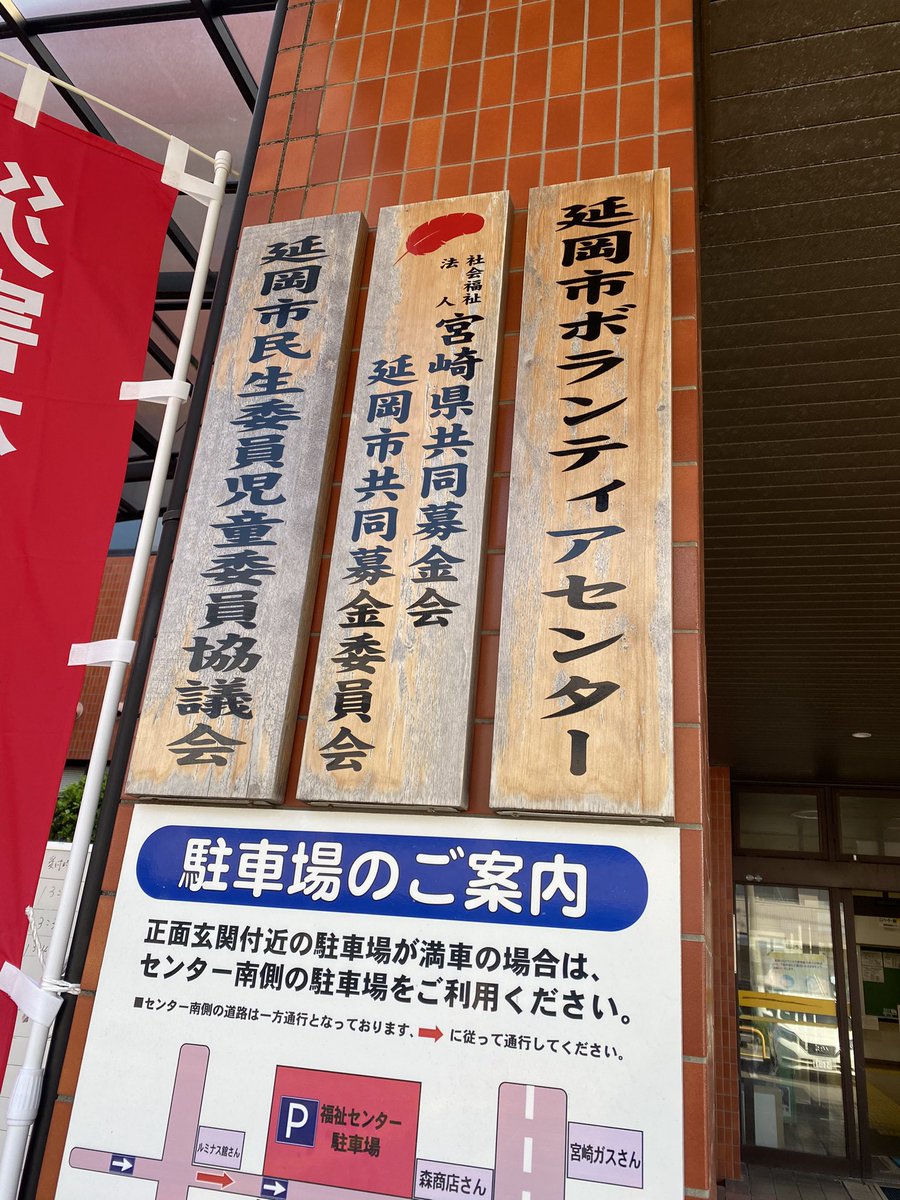 延岡市ボランティアセンター
社会福祉
法人
宮崎県共同募金会
延岡市共同募金委員会
延岡市民生委員児童委員協議会
駐車場のご案内
正面玄関付近の駐車場が満車の場合は、
センター南側の駐車場をご利用ください。
■センター南側の道路は一方通行となっております、
に従って通行してください。
P
福祉センター
駐車場
ルミナス館さん
森商店さん
宮崎ガスさん